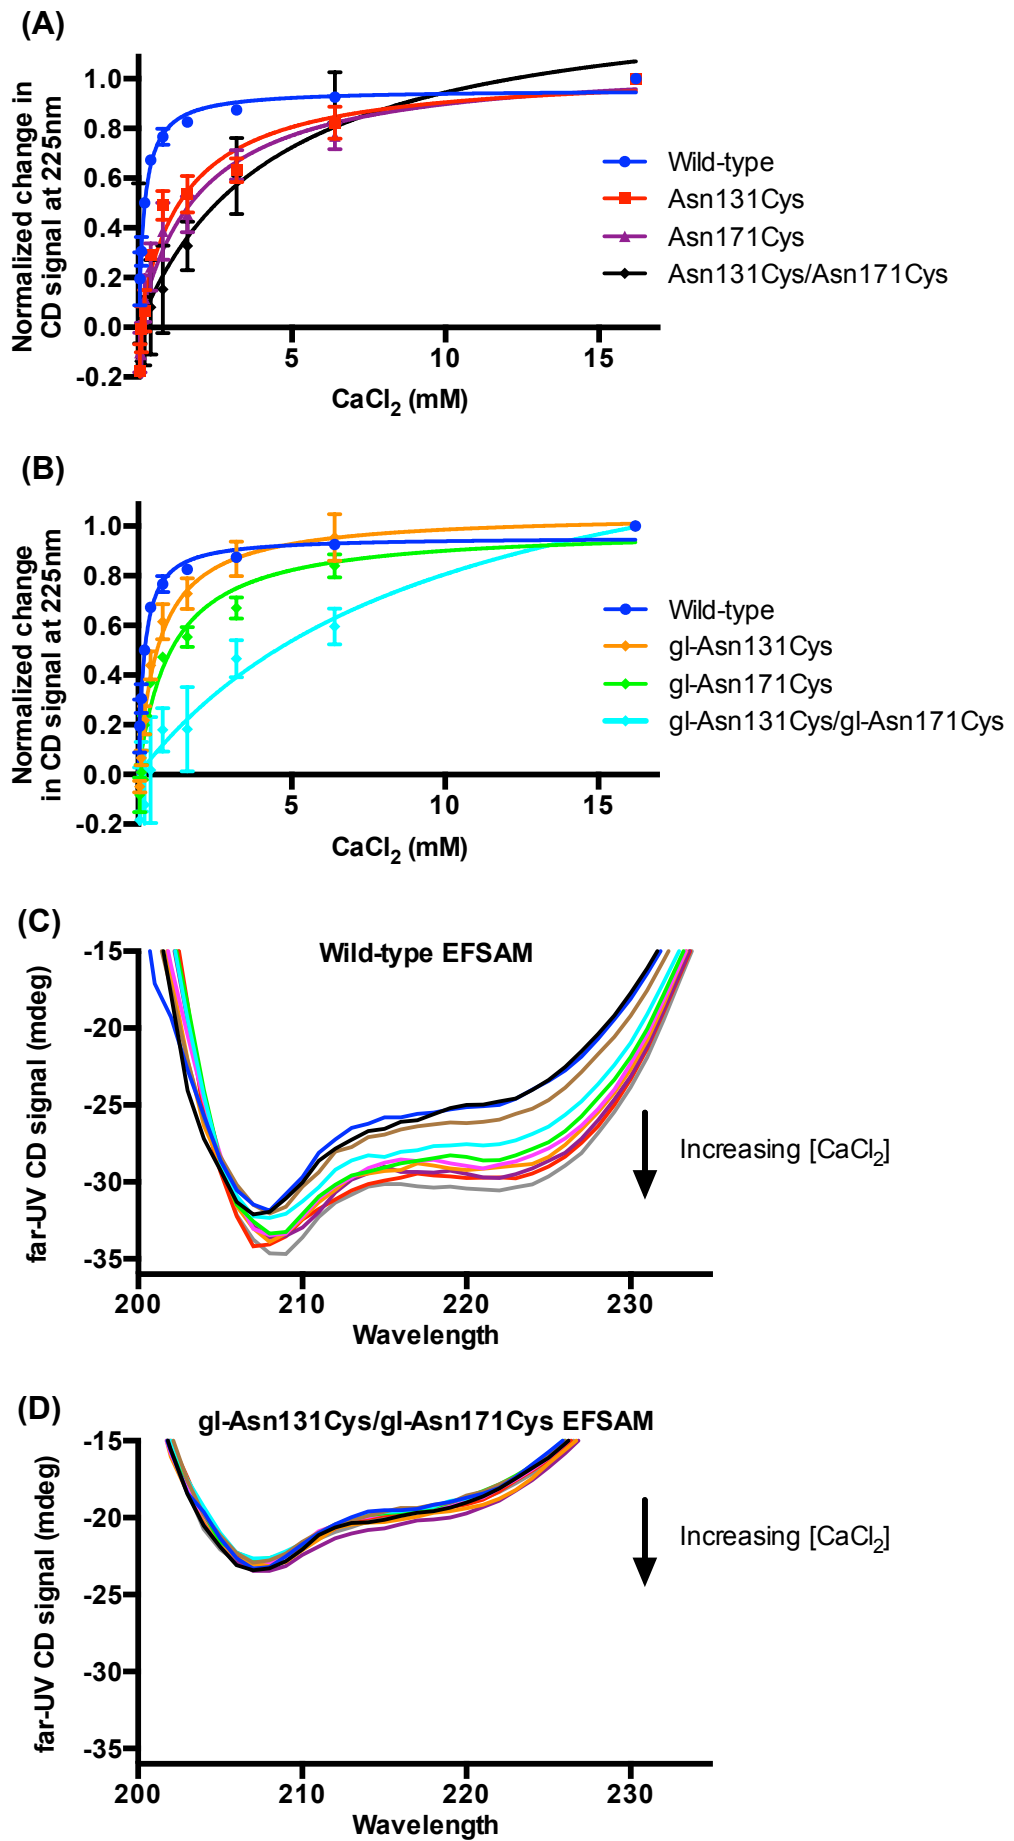 (A)
Normalized change in
CD signal at 225nm
1.0
0.8
0.6
0.4
0.2
0.0
-0.2
5
10
15
CaCl2 (mM)
Wild-type
Asn131Cys
Asn171Cys
Asn131Cys/Asn171Cys
(B)
Normalized change
in CD signal at 225nm
1.0
0.8
0.6
0.4
0.2
0.0
-0.2
5
10
15
CaCl2 (mM)
Wild-type
gl-Asn131Cys
gl-Asn171Cys
gl-Asn131Cys/gl-Asn171Cys
(C)
Wild-type EFSAM
far-UV CD signal (mdeg)
-15
-20
-25
-30
-35
200
210
220
230
Wavelength
Increasing [CaCl2]
(D)
gl-Asn131Cys/gl-Asn171Cys EFSAM
far-UV CD signal (mdeg)
-15
-20
-25
-30
-35
200
210
220
230
Wavelength
Increasing [CaCl2]